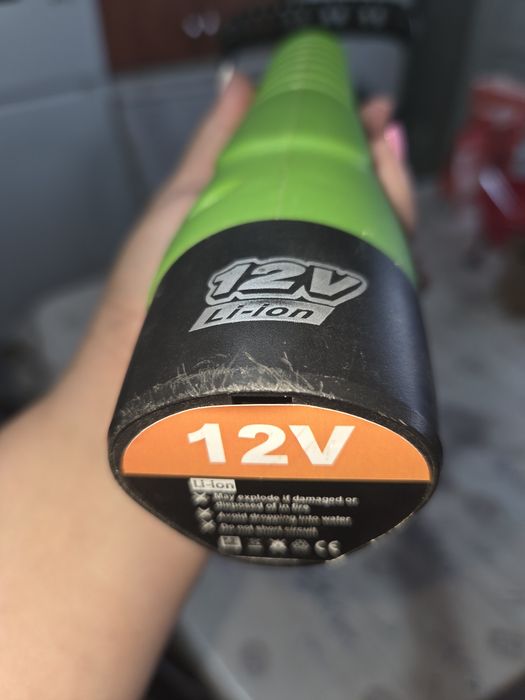 12V
Li-ion
12V
Li-ion
May explode if damaged or
disposed of in fire
Avoid dropping into water
Do not short circuit
CE